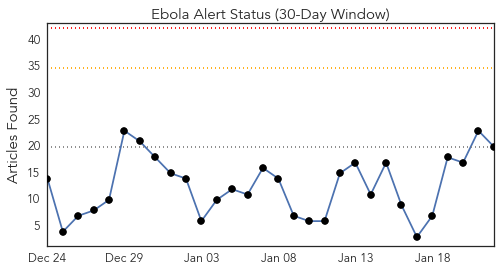 Ebola Alert Status (30-Day Window)
Articles Found
40
35
30
25
20
15
10
5
Dec 24
Dec 29
Jan 03
Jan 08
Jan 13
Jan 18